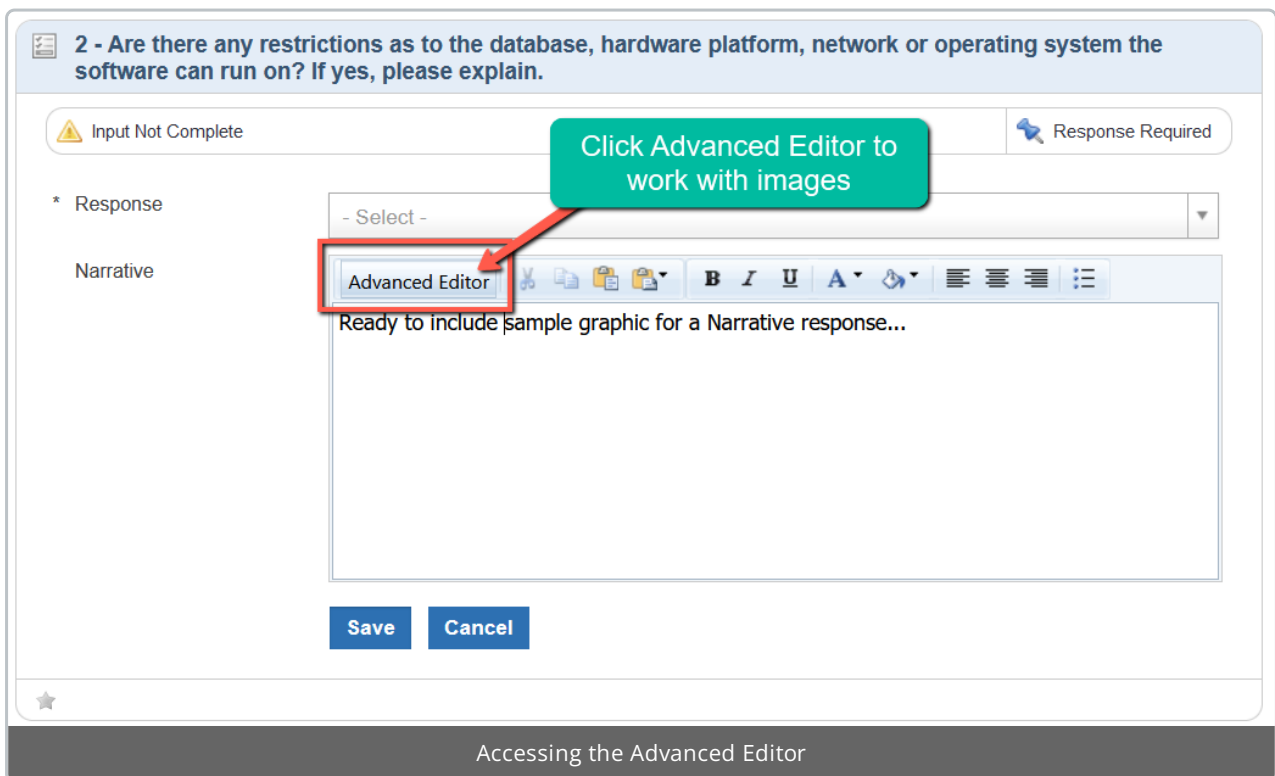 2 - Are there any restrictions as to the database, hardware platform, network or operating system the
software can run on? If yes, please explain.
Input Not Complete
Click Advanced Editor to
work with images
Response Required
* Response
- Select -
Narrative
Advanced Editor
B I U A
Ready to include sample graphic for a Narrative response...
Save
Cancel
Accessing the Advanced Editor